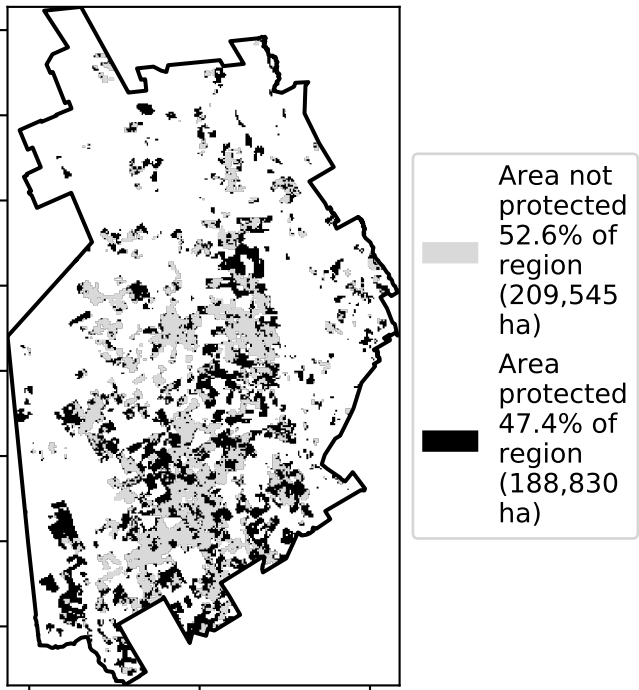 Area not
protected
52.6% of
region
(209,545
ha)
Area
protected
47.4% of
region
(188,830
ha)